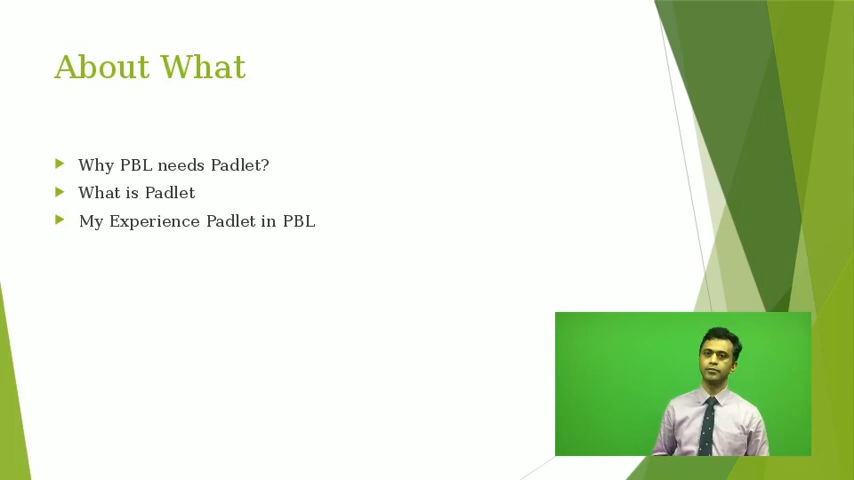 About What
Why PBL needs Padlet?
What is Padlet
My Experience Padlet in PBL